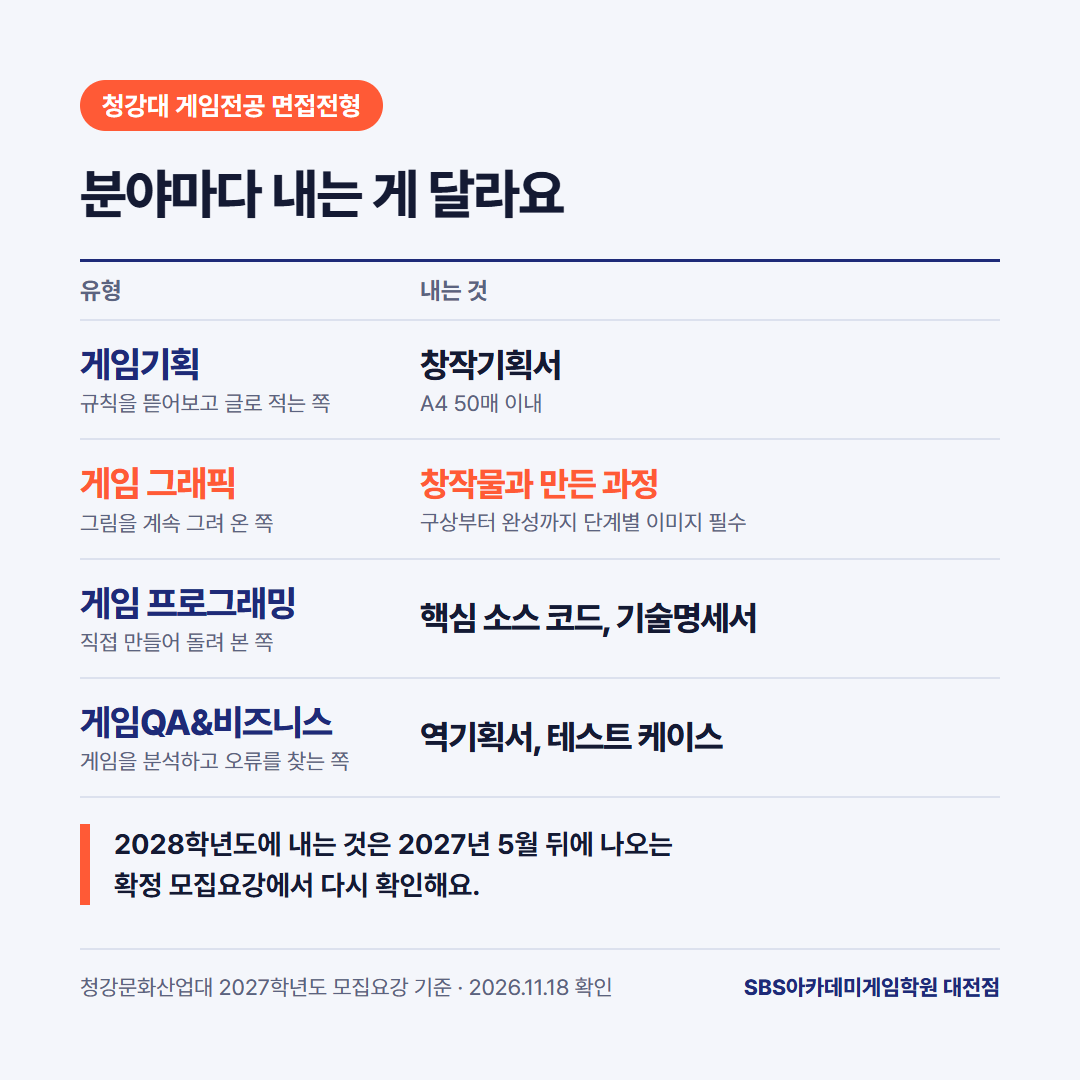 청강대 게임전공 면접전형
분야마다 내는 게 달라요
유형 내는 것
게임기획 창작기획서
규칙을 뜯어보고 글로 적는 쪽 A4 50매 이내
게임 그래픽 창작물과 만든 과정
그림을 계속 그려 온 쪽 구상부터 완성까지 단계별 이미지 필수
게임 프로그래밍
직접 만들어 돌려 본 쪽
핵심 소스 코드, 기술명세서
게임QA&비즈니스
게임을 분석하고 오류를 찾는 쪽
역기획서, 테스트 케이스
2028학년도에 내는 것은 2027년 5월 뒤에 나오는
확정 모집요강에서 다시 확인해요.
청강문화산업대 2027학년도 모집요강 기준 · 2026.11.18 확인 SBS아카데미게임학원 대전점